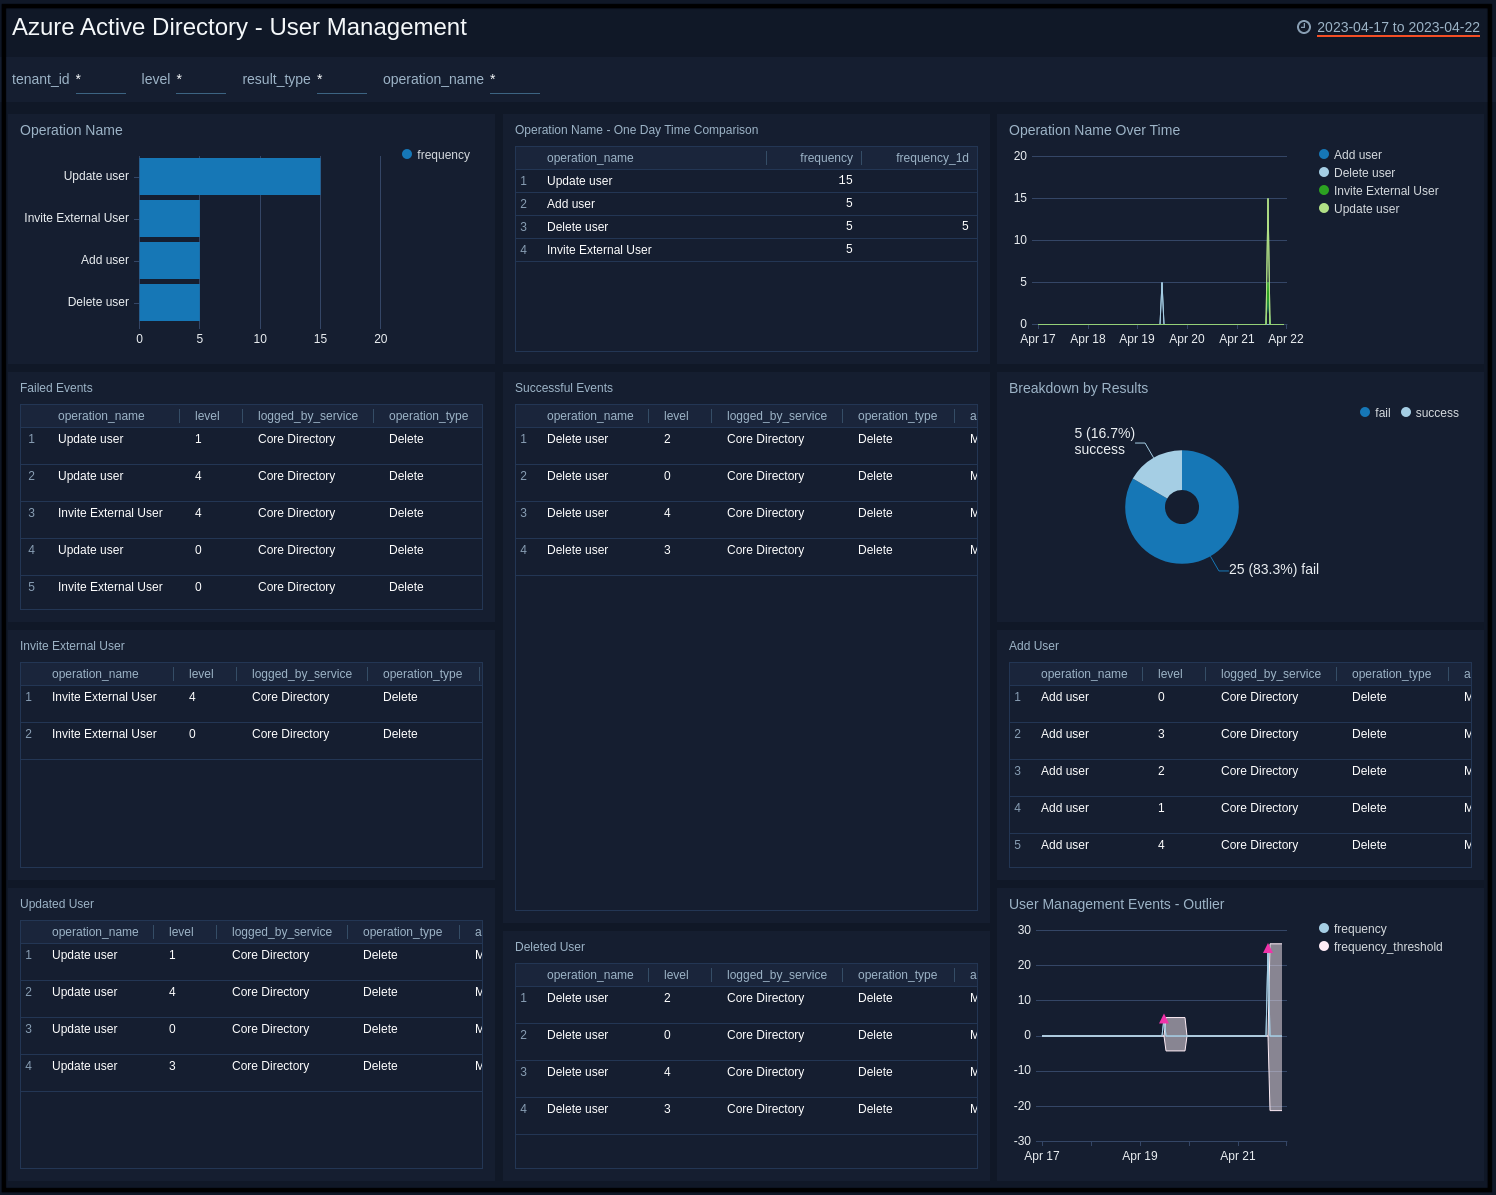 Azure Active Directory - User Management
2023-04-17 to 2023-04-22
tenant_id * level * result_type * operation_name *
Operation Name
frequency
Update user
Invite External User
Add user
Delete user
0 5 10 15 20
Operation Name - One Day Time Comparison
operation_name frequency frequency_1d
1 Update user 15
2 Add user 5
3 Delete user 5 5
4 Invite External User 5
Operation Name Over Time
20
15
10
5
0
Apr 17 Apr 18 Apr 19 Apr 20 Apr 21 Apr 22
Add user
Delete user
Invite External User
Update user
Failed Events
operation_name level logged_by_service operation_type
1 Update user 1 Core Directory Delete
2 Update user 4 Core Directory Delete
3 Invite External User 4 Core Directory Delete
4 Update user 0 Core Directory Delete
5 Invite External User 0 Core Directory Delete
Successful Events
operation_name level logged_by_service operation_type a
1 Delete user 2 Core Directory Delete M
2 Delete user 0 Core Directory Delete M
3 Delete user 4 Core Directory Delete M
4 Delete user 3 Core Directory Delete M
Breakdown by Results
fail success
5 (16.7%)
success
25 (83.3%) fail
Invite External User
operation_name level logged_by_service operation_type
1 Invite External User 4 Core Directory Delete
2 Invite External User 0 Core Directory Delete
Add User
operation_name level logged_by_service operation_type a
1 Add user 0 Core Directory Delete M
2 Add user 3 Core Directory Delete M
3 Add user 2 Core Directory Delete M
4 Add user 1 Core Directory Delete M
5 Add user 4 Core Directory Delete M
Updated User
operation_name level logged_by_service operation_type a
1 Update user 1 Core Directory Delete M
2 Update user 4 Core Directory Delete M
3 Update user 0 Core Directory Delete M
4 Update user 3 Core Directory Delete M
Deleted User
operation_name level logged_by_service operation_type a
1 Delete user 2 Core Directory Delete M
2 Delete user 0 Core Directory Delete M
3 Delete user 4 Core Directory Delete M
4 Delete user 3 Core Directory Delete M
User Management Events - Outlier
30
20
10
0
-10
-20
-30
Apr 17 Apr 19 Apr 21
frequency
frequency_threshold